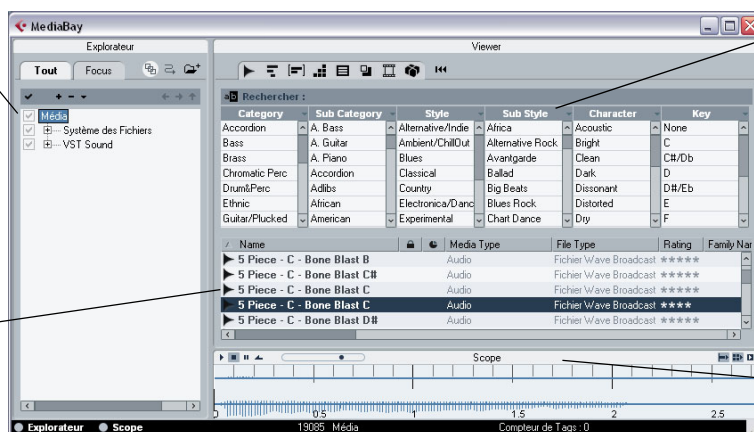 MediaBay
Explorateur
Viewer
Tout Focus
Rechercher :
Média
Système des Fichiers
VST Sound
Category Sub Category Style Sub Style Character Key
Accordion A. Bass Alternative/Indie Africa Acoustic None
Bass A. Guitar Ambient/ChillOut Alternative Rock Bright C
Brass A. Piano Blues Avantgarde Clean C#/Db
Chromatic Perc Accordion Classical Ballad Dark D
Drum&Perc Adlibs Country Big Beats Dissonant D#/Eb
Ethnic African Electronica/Danc Blues Rock Distorted E
Guitar/Plucked American Experimental Chart Dance Dry F
Name Media Type File Type Rating Family Nar
5 Piece - C - Bone Blast B Audio Fichier Wave Broadcast *****
5 Piece - C - Bone Blast C# Audio Fichier Wave Broadcast *****
5 Piece - C - Bone Blast C Audio Fichier Wave Broadcast *****
5 Piece - C - Bone Blast C Audio Fichier Wave Broadcast ****
5 Piece - C - Bone Blast D# Audio Fichier Wave Broadcast *****
Scope
0.5 1 1.5 2 2.5
Explorateur Scope 19085 Média Compteur de Tags : 0